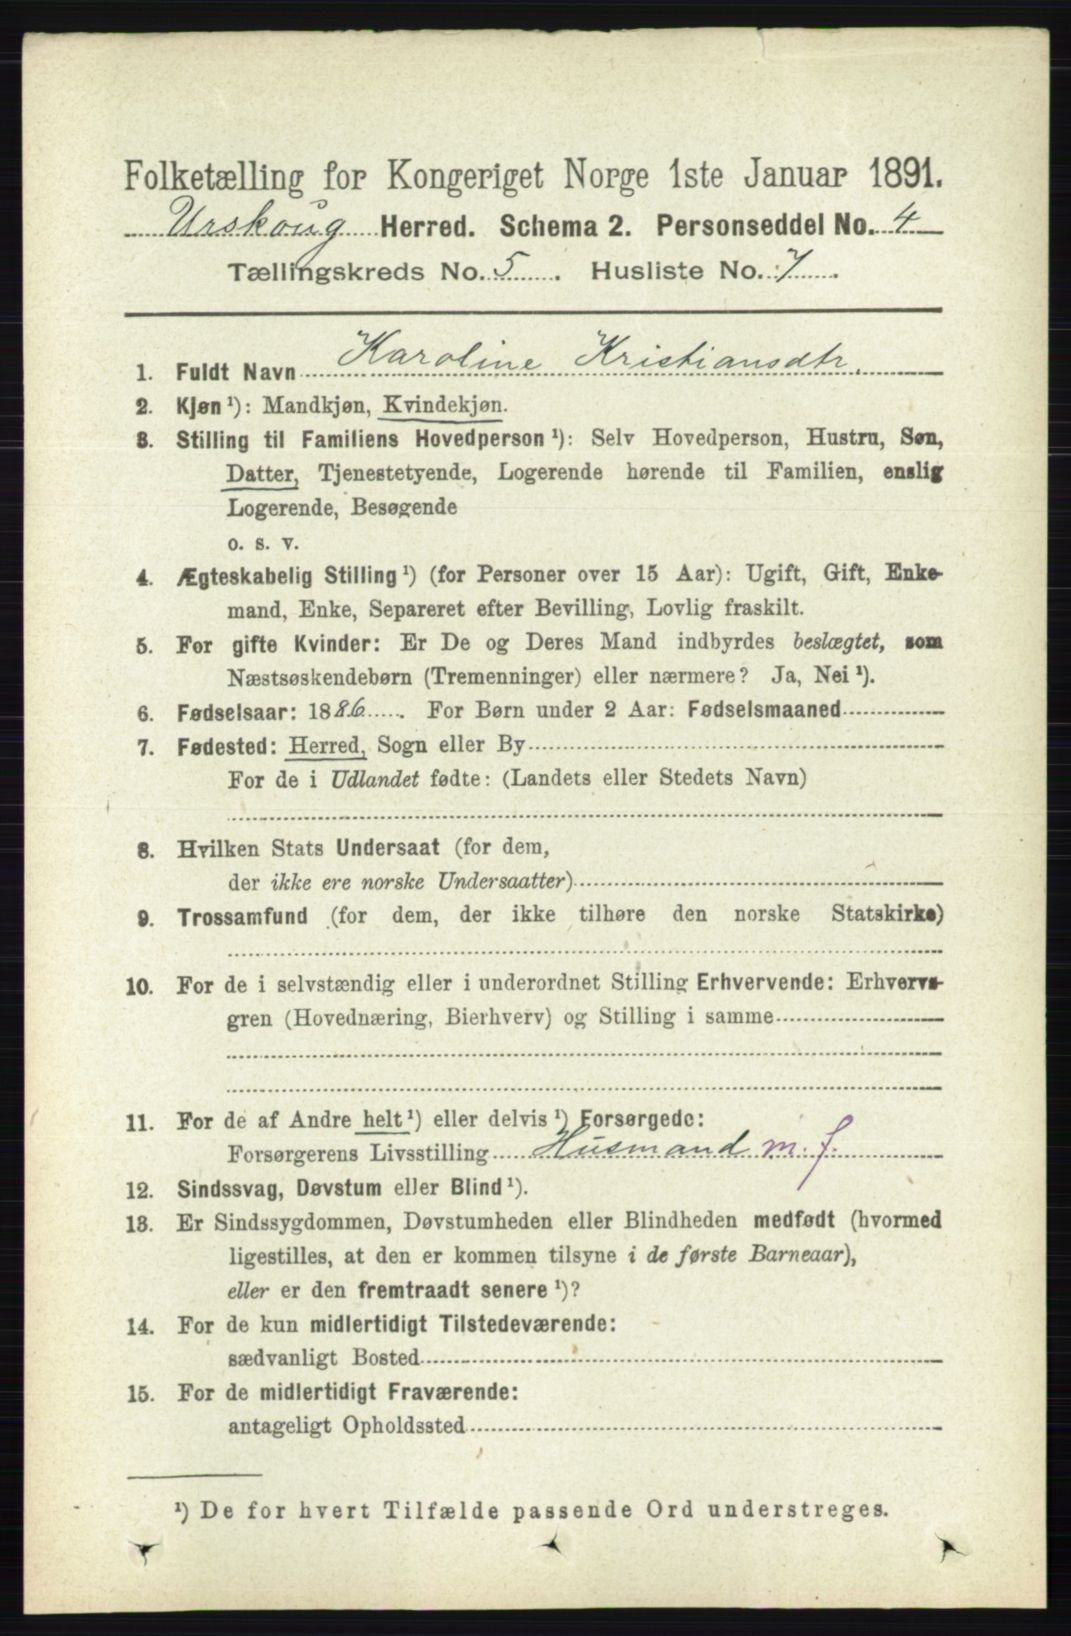 Folketælling for Kongeriget Norge 1ste Januar 1891.
Urskoug Herred. Schema 2. Personseddel No. 4
Tællingskreds No. 5. Husliste No. 7.
1. Fuldt Navn Karoline Kristiansdtr.
2. Kjøn ¹): Mandkjøn, Kvindekjøn.
3. Stilling til Familiens Hovedperson ¹): Selv Hovedperson, Hustru, Søn,
Datter, Tjenestetyende, Logerende hørende til Familien, enslig
Logerende, Besøgende
o. s. v.
4. Ægteskabelig Stilling ¹) (for Personer over 15 Aar): Ugift, Gift, Enke-
mand, Enke, Separeret efter Bevilling, Lovlig fraskilt.
5. For gifte Kvinder: Er De og Deres Mand indbyrdes beslægtet, som
Næstsøskendebørn (Tremenninger) eller nærmere? Ja, Nei ¹).
6. Fødselsaar: 1886. For Børn under 2 Aar: Fødselsmaaned
7. Fødested: Herred, Sogn eller By
For de i Udlandet fødte: (Landets eller Stedets Navn)
8. Hvilken Stats Undersaat (for dem,
der ikke ere norske Undersaatter)
9. Trossamfund (for dem, der ikke tilhøre den norske Statskirke)
10. For de i selvstændig eller i underordnet Stilling Erhvervende: Erhvervs-
gren (Hovednæring, Bierhverv) og Stilling i samme
11. For de af Andre helt ¹) eller delvis ¹) Forsørgede:
Forsørgerens Livsstilling Husmand m. j.
12. Sindssvag, Døvstum eller Blind ¹).
13. Er Sindssygdommen, Døvstumheden eller Blindheden medfødt (hvormed
ligestilles, at den er kommen tilsyne i de første Barneaar),
eller er den fremtraadt senere ¹)?
14. For de kun midlertidigt Tilstedeværende:
sædvanligt Bosted
15. For de midlertidigt Fraværende:
antageligt Opholdssted
¹) De for hvert Tilfælde passende Ord understreges.